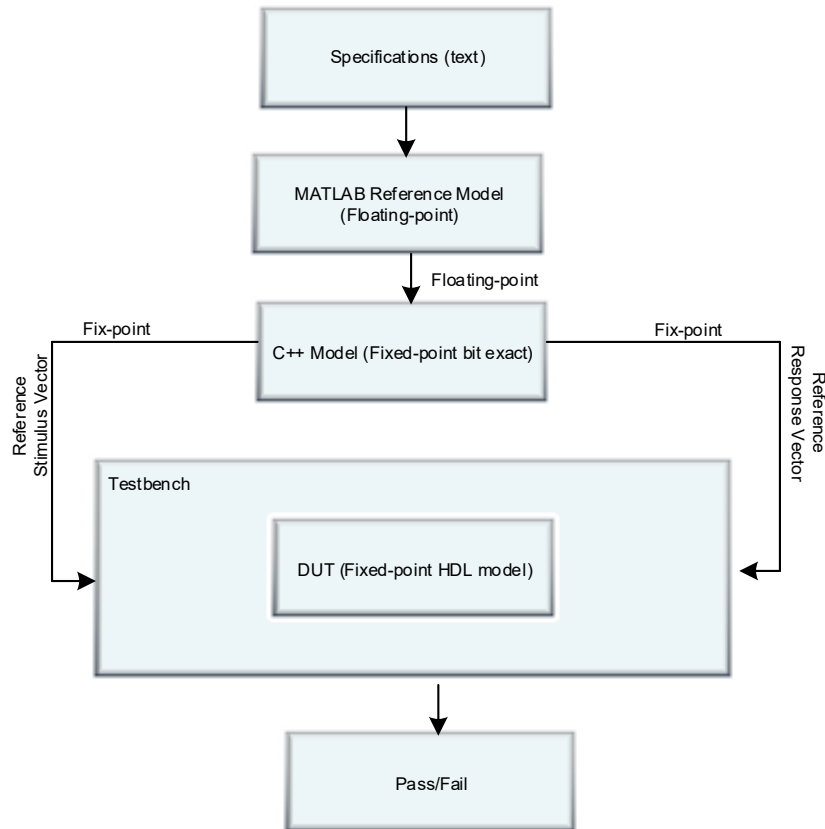 Specifications (text)
MATLAB Reference Model
(Floating-point)
Floating-point
Fix-point
Fix-point
C++ Model (Fixed-point bit exact)
Reference
Stimulus Vector
Reference
Response Vector
Testbench
DUT (Fixed-point HDL model)
Pass/Fail